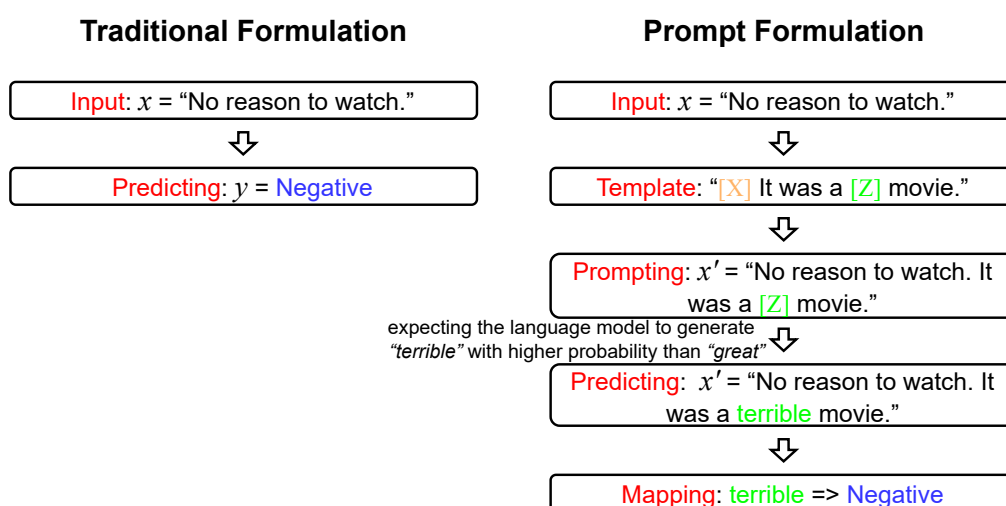 Traditional Formulation
Input: x = “No reason to watch.”
Predicting: y = Negative
Prompt Formulation
Input: x = “No reason to watch.”
Template: “[X] It was a [Z] movie.”
Prompting: x′ = “No reason to watch. It
was a [Z] movie.”
expecting the language model to generate
“terrible” with higher probability than “great”
Predicting: x′ = “No reason to watch. It
was a terrible movie.”
Mapping: terrible => Negative